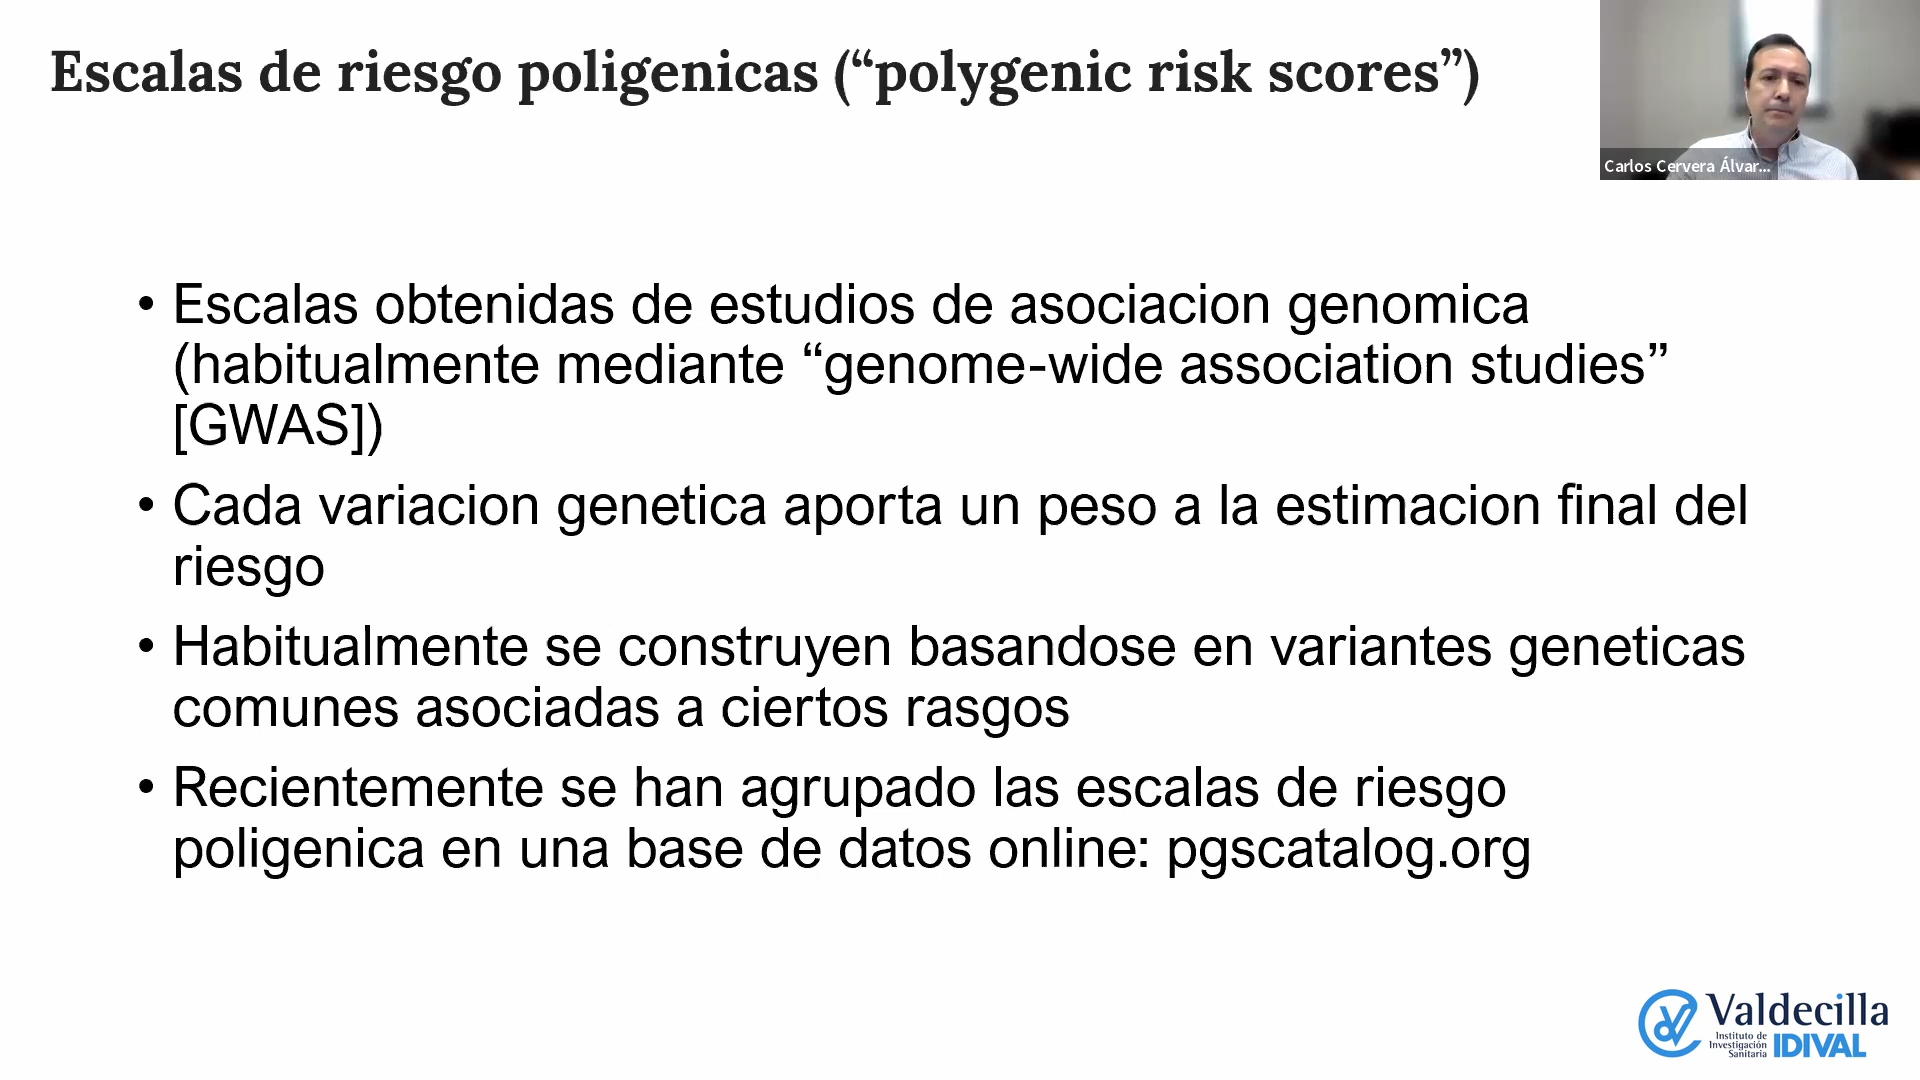 Escalas de riesgo poligenicas (“polygenic risk scores”)
Carlos Cervera Álvar...
• Escalas obtenidas de estudios de asociacion genomica
(habitualmente mediante “genome-wide association studies”
[GWAS])
• Cada variacion genetica aporta un peso a la estimacion final del
riesgo
• Habitualmente se construyen basandose en variantes geneticas
comunes asociadas a ciertos rasgos
• Recientemente se han agrupado las escalas de riesgo
poligenica en una base de datos online: pgscatalog.org
Valdecilla
Instituto de
Investigación
Sanitaria
IDIVAL